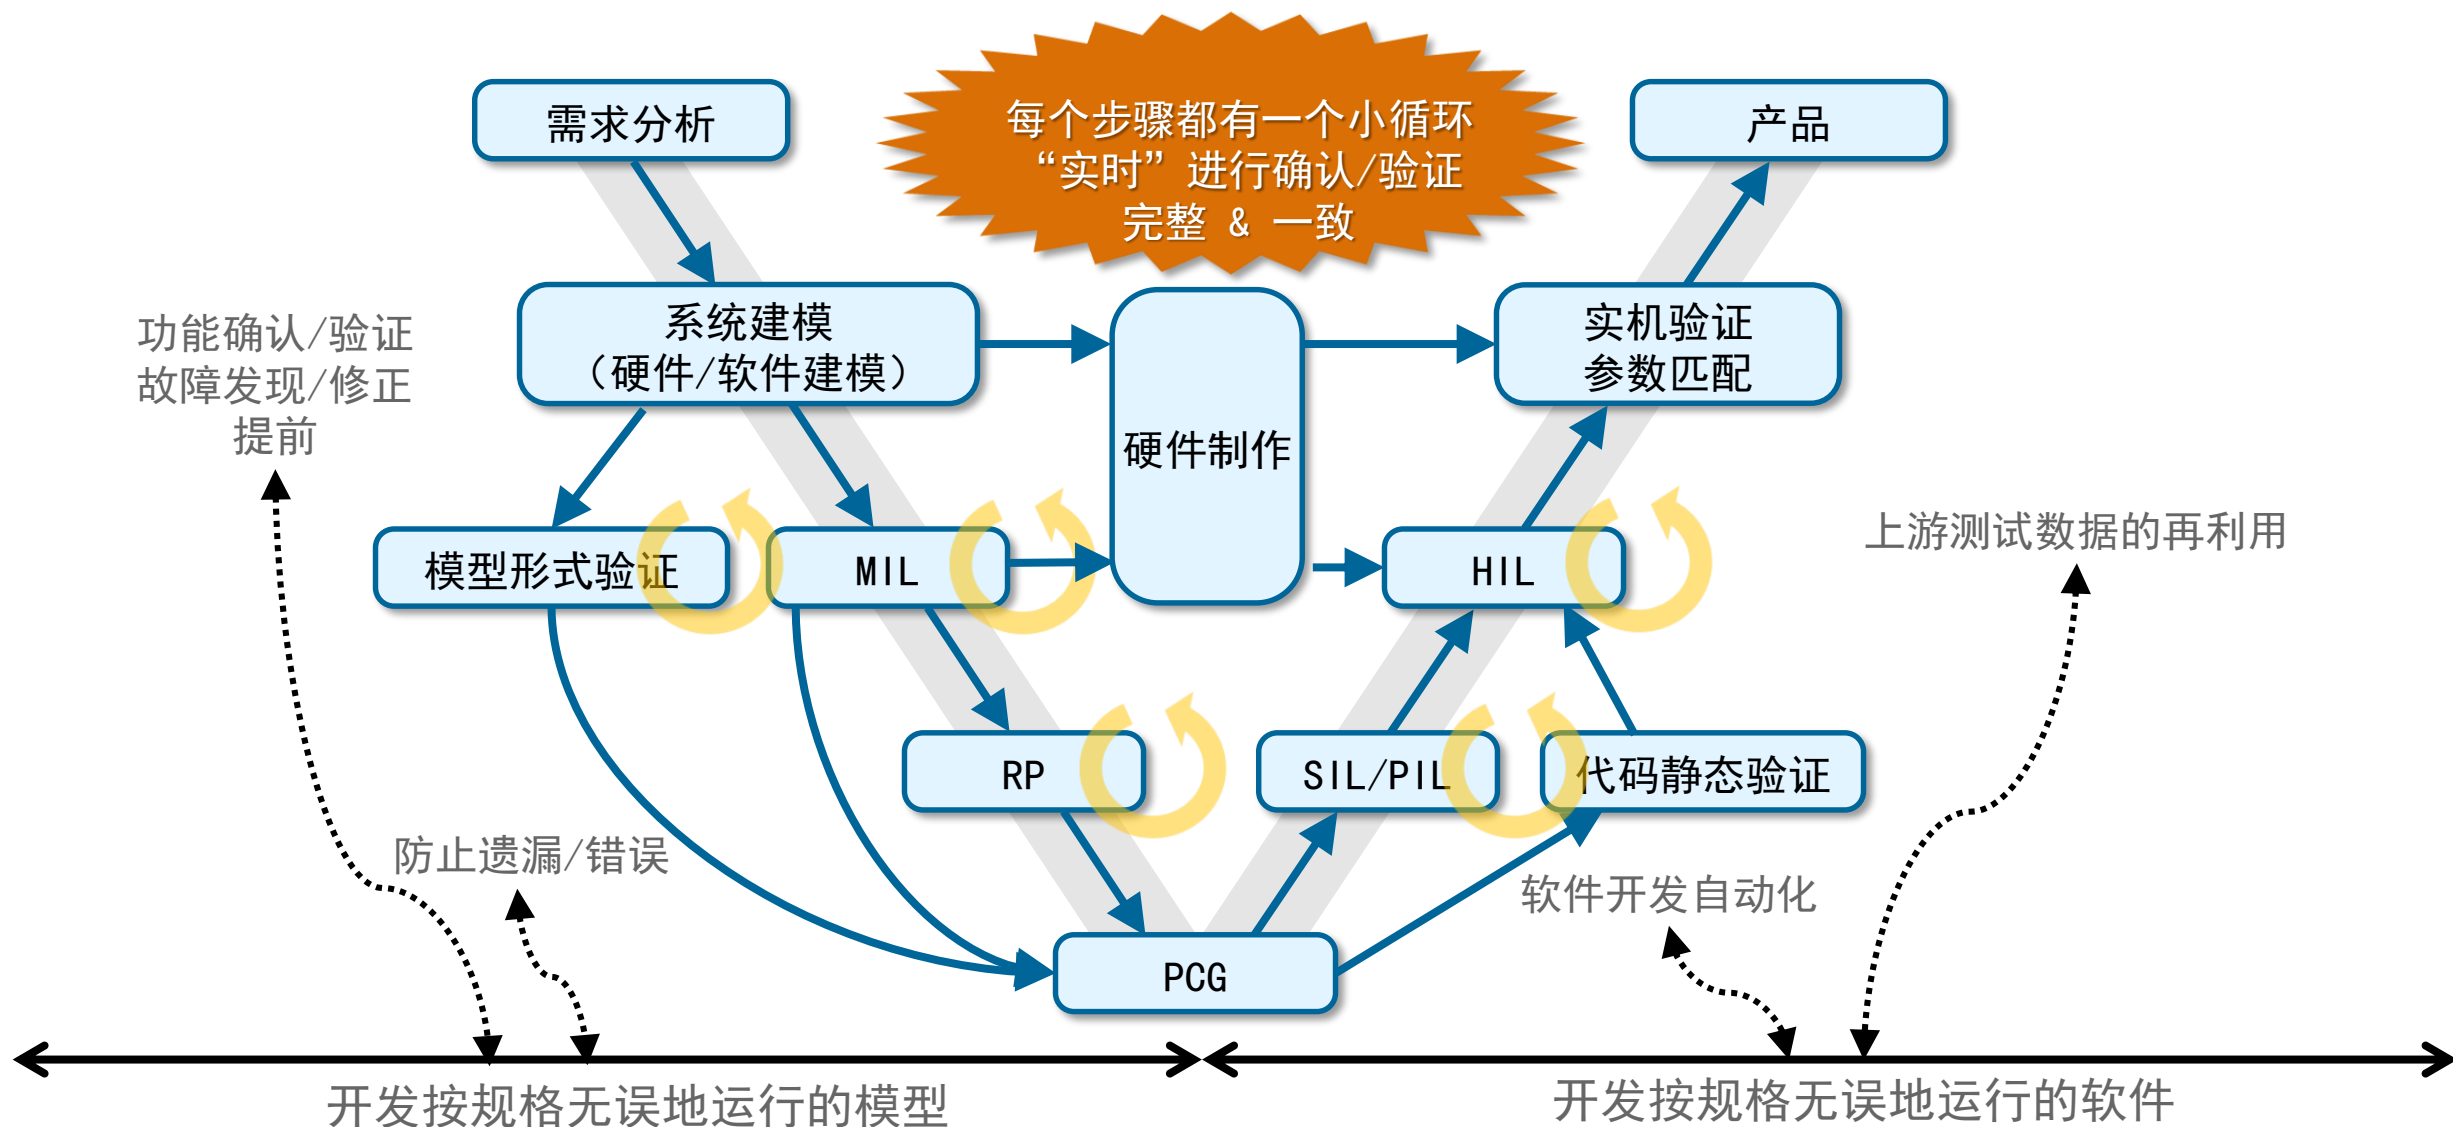 每个步骤都有一个小循环
“实时”进行确认/验证
完整 & 一致
需求分析
产品
系统建模
（硬件/软件建模）
硬件制作
实机验证
参数匹配
功能确认/验证
故障发现/修正
提前
模型形式验证
MIL
HIL
上游测试数据的再利用
RP
SIL/PIL
代码静态验证
防止遗漏/错误
软件开发自动化
PCG
开发按规格无误地运行的模型
开发按规格无误地运行的软件